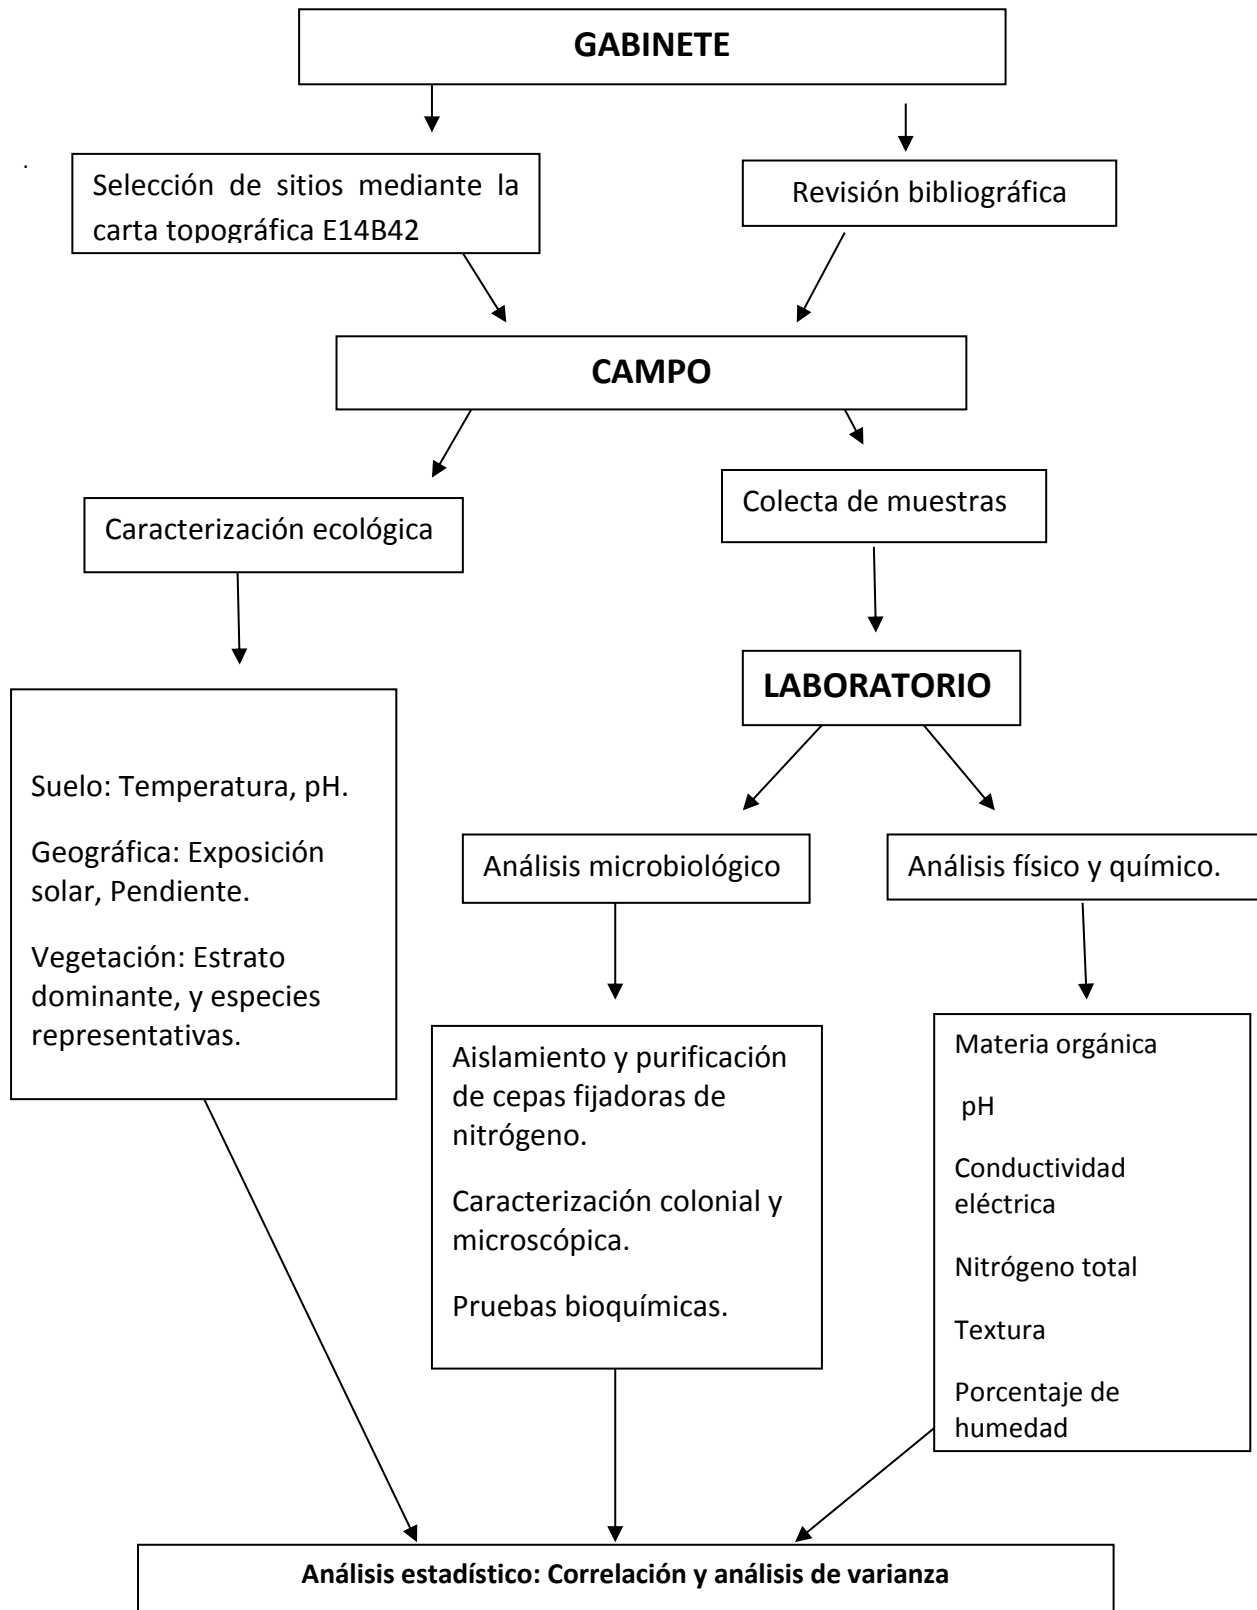 GABINETE
Selección de sitios mediante la
carta topográfica E14B42
Revisión bibliográfica
CAMPO
Caracterización ecológica
Colecta de muestras
LABORATORIO
Suelo: Temperatura, pH.
Geográfica: Exposición
solar, Pendiente.
Vegetación: Estrato
dominante, y especies
representativas.
Análisis microbiológico
Análisis físico y químico.
Aislamiento y purificación
de cepas fijadoras de
nitrógeno.
Caracterización colonial y
microscópica.
Pruebas bioquímicas.
Materia orgánica
pH
Conductividad
eléctrica
Nitrógeno total
Textura
Porcentaje de
humedad
Análisis estadístico: Correlación y análisis de varianza